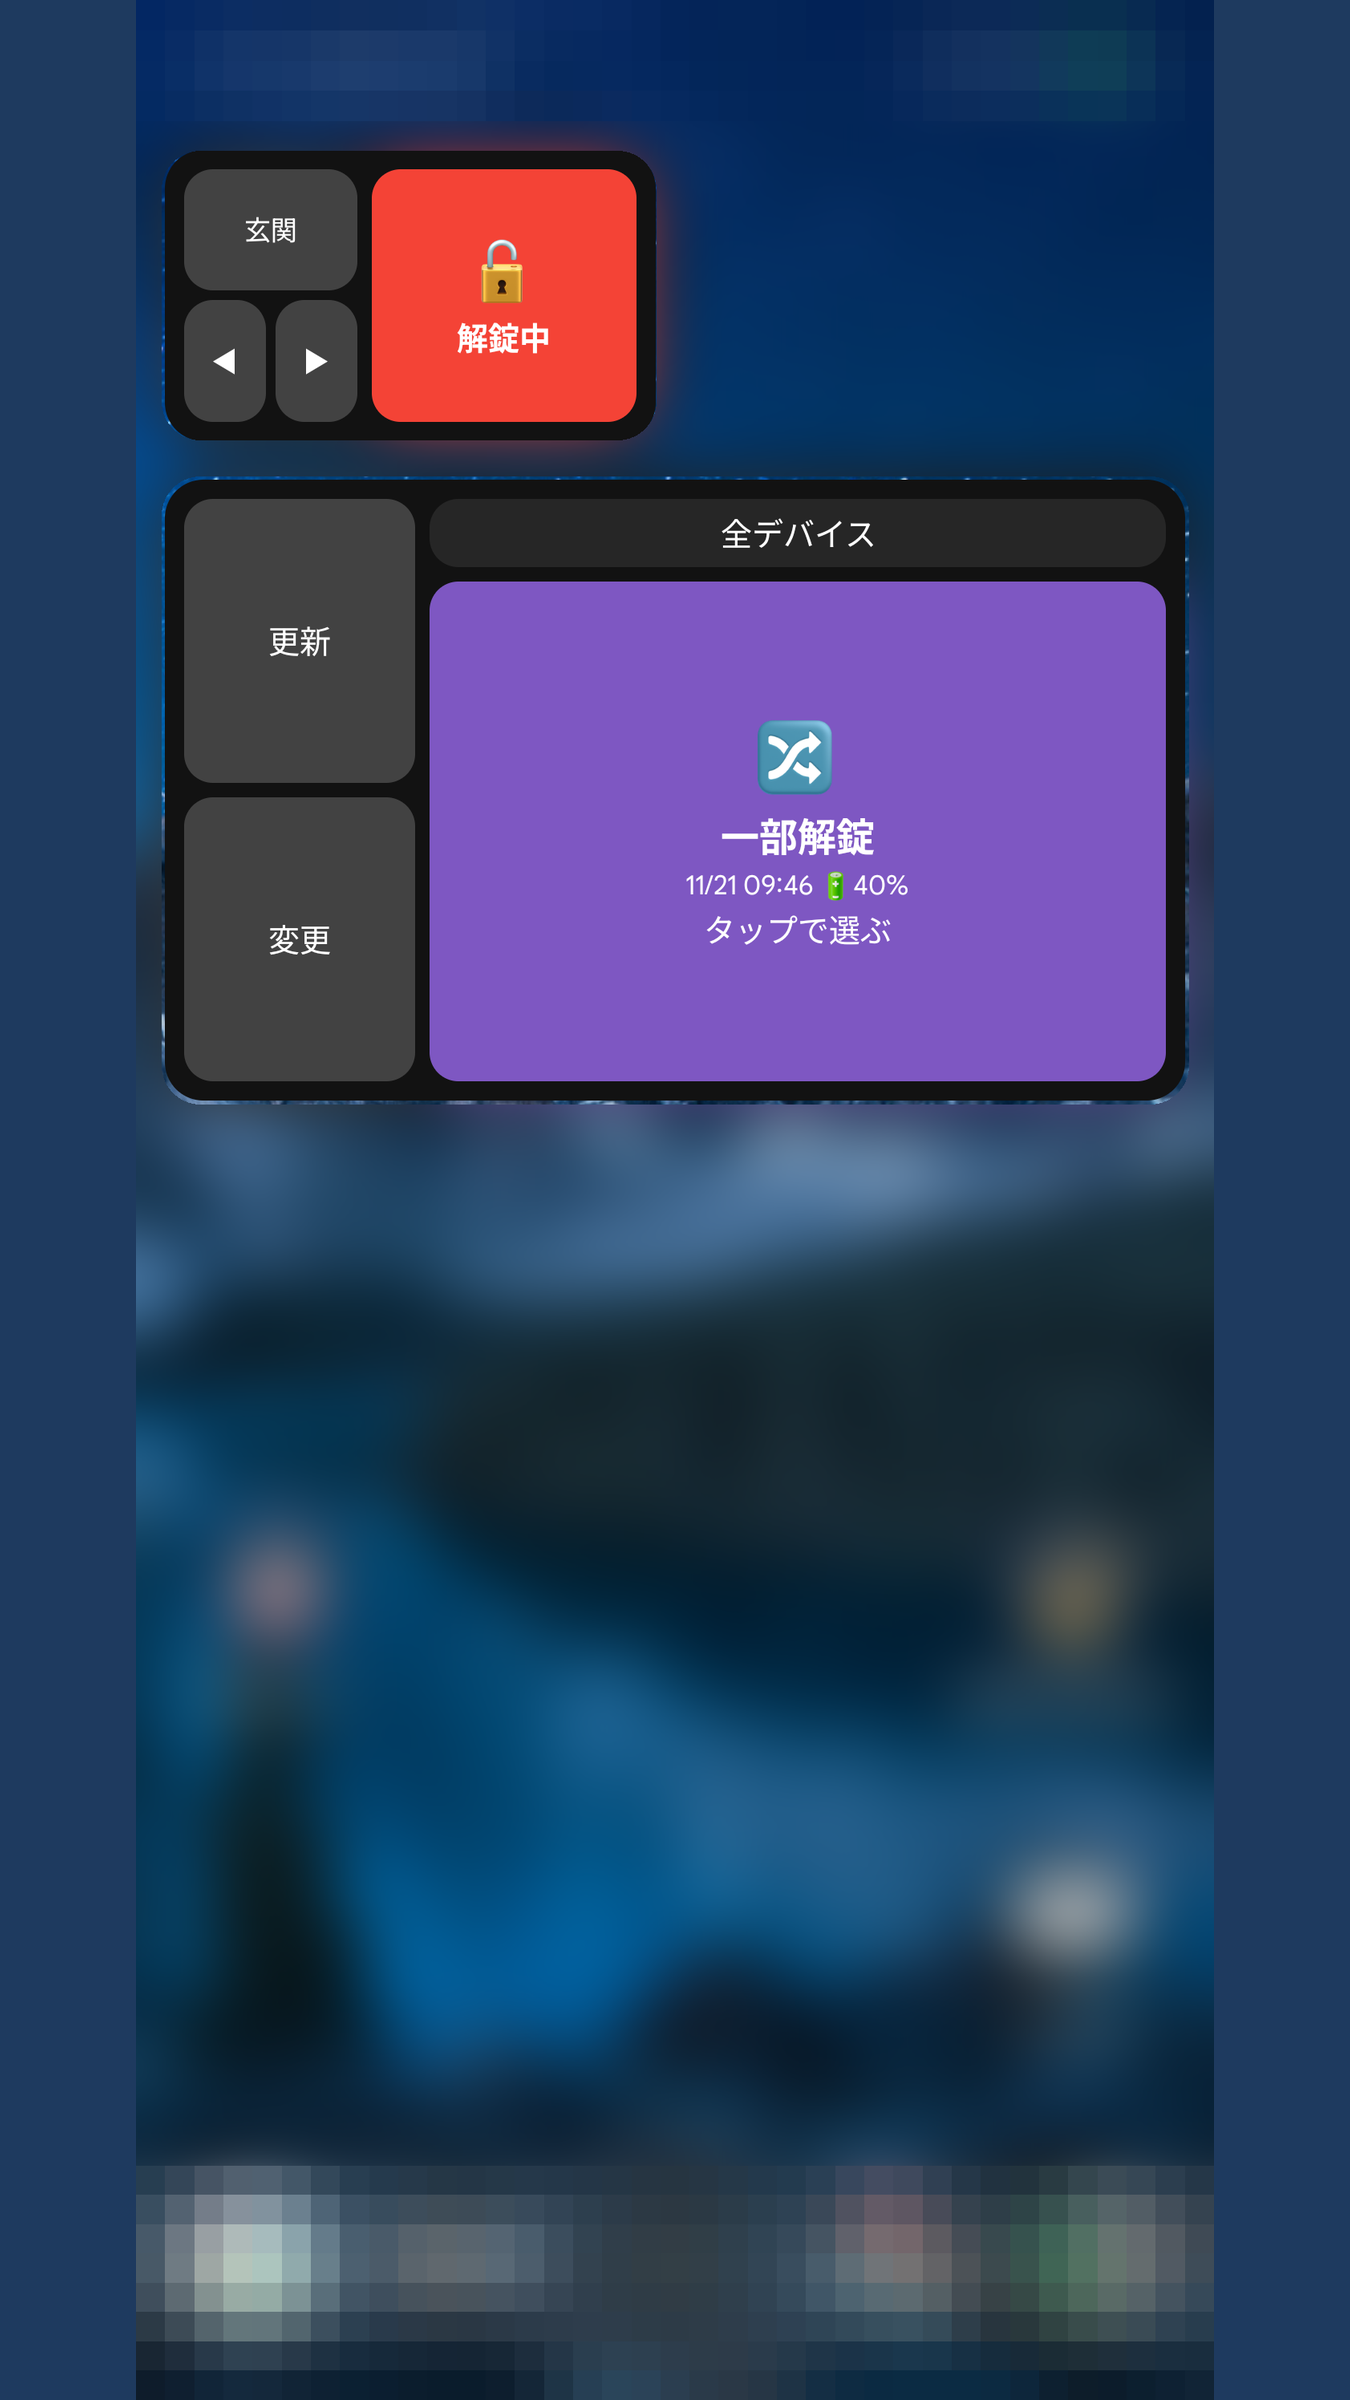 玄関
◀
▶
🔓
解錠中
更新
変更
全デバイス
🔀
一部解錠
11/21 09:46 🔋40%
タップで選ぶ